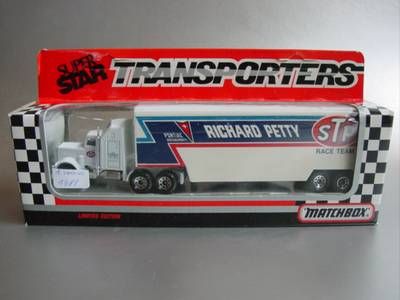 SUPER
STAR
TRANSPORTERS
PONTIAC
RICHARD PETTY
STP
RACE TEAM
LIMITED EDITION
MATCHBOX